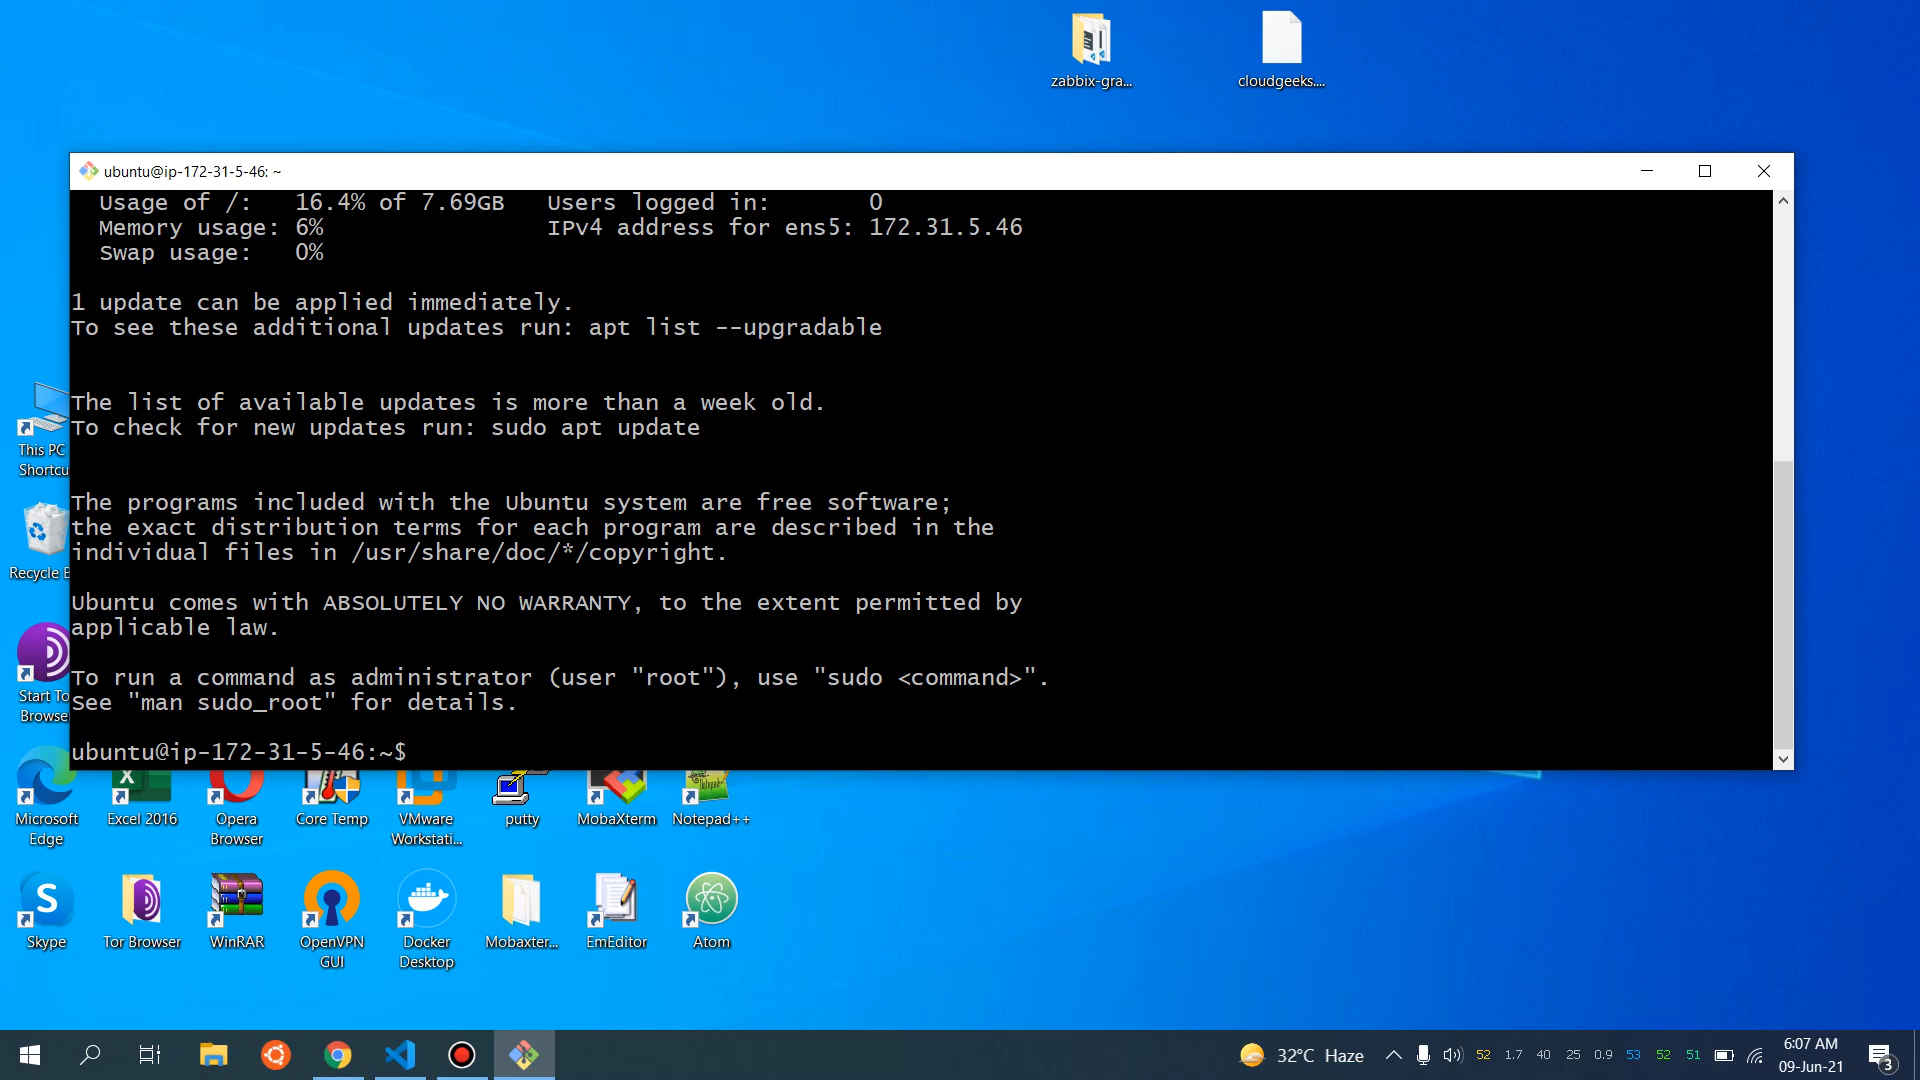 zabbix-gra...
cloudgeeks....
ubuntu@ip-172-31-5-46: ~
Usage of /:   16.4% of 7.69GB   Users logged in:       0
Memory usage: 6%                IPv4 address for ens5: 172.31.5.46
Swap usage:   0%
1 update can be applied immediately.
To see these additional updates run: apt list --upgradable
The list of available updates is more than a week old.
To check for new updates run: sudo apt update
The programs included with the Ubuntu system are free software;
the exact distribution terms for each program are described in the
individual files in /usr/share/doc/*/copyright.
Ubuntu comes with ABSOLUTELY NO WARRANTY, to the extent permitted by
applicable law.
To run a command as administrator (user "root"), use "sudo <command>".
See "man sudo_root" for details.
ubuntu@ip-172-31-5-46:~$
This PC
Shortcu
Recycle B
Start To
Browse
Microsoft
Edge
Excel 2016
Opera
Browser
Core Temp
VMware
Workstati...
putty
MobaXterm
Notepad++
Skype
Tor Browser
WinRAR
OpenVPN
GUI
Docker
Desktop
Mobaxter...
EmEditor
Atom
32°C Haze
52 1.7 40 25 0.9 53 52 51
6:07 AM
09-Jun-21
3